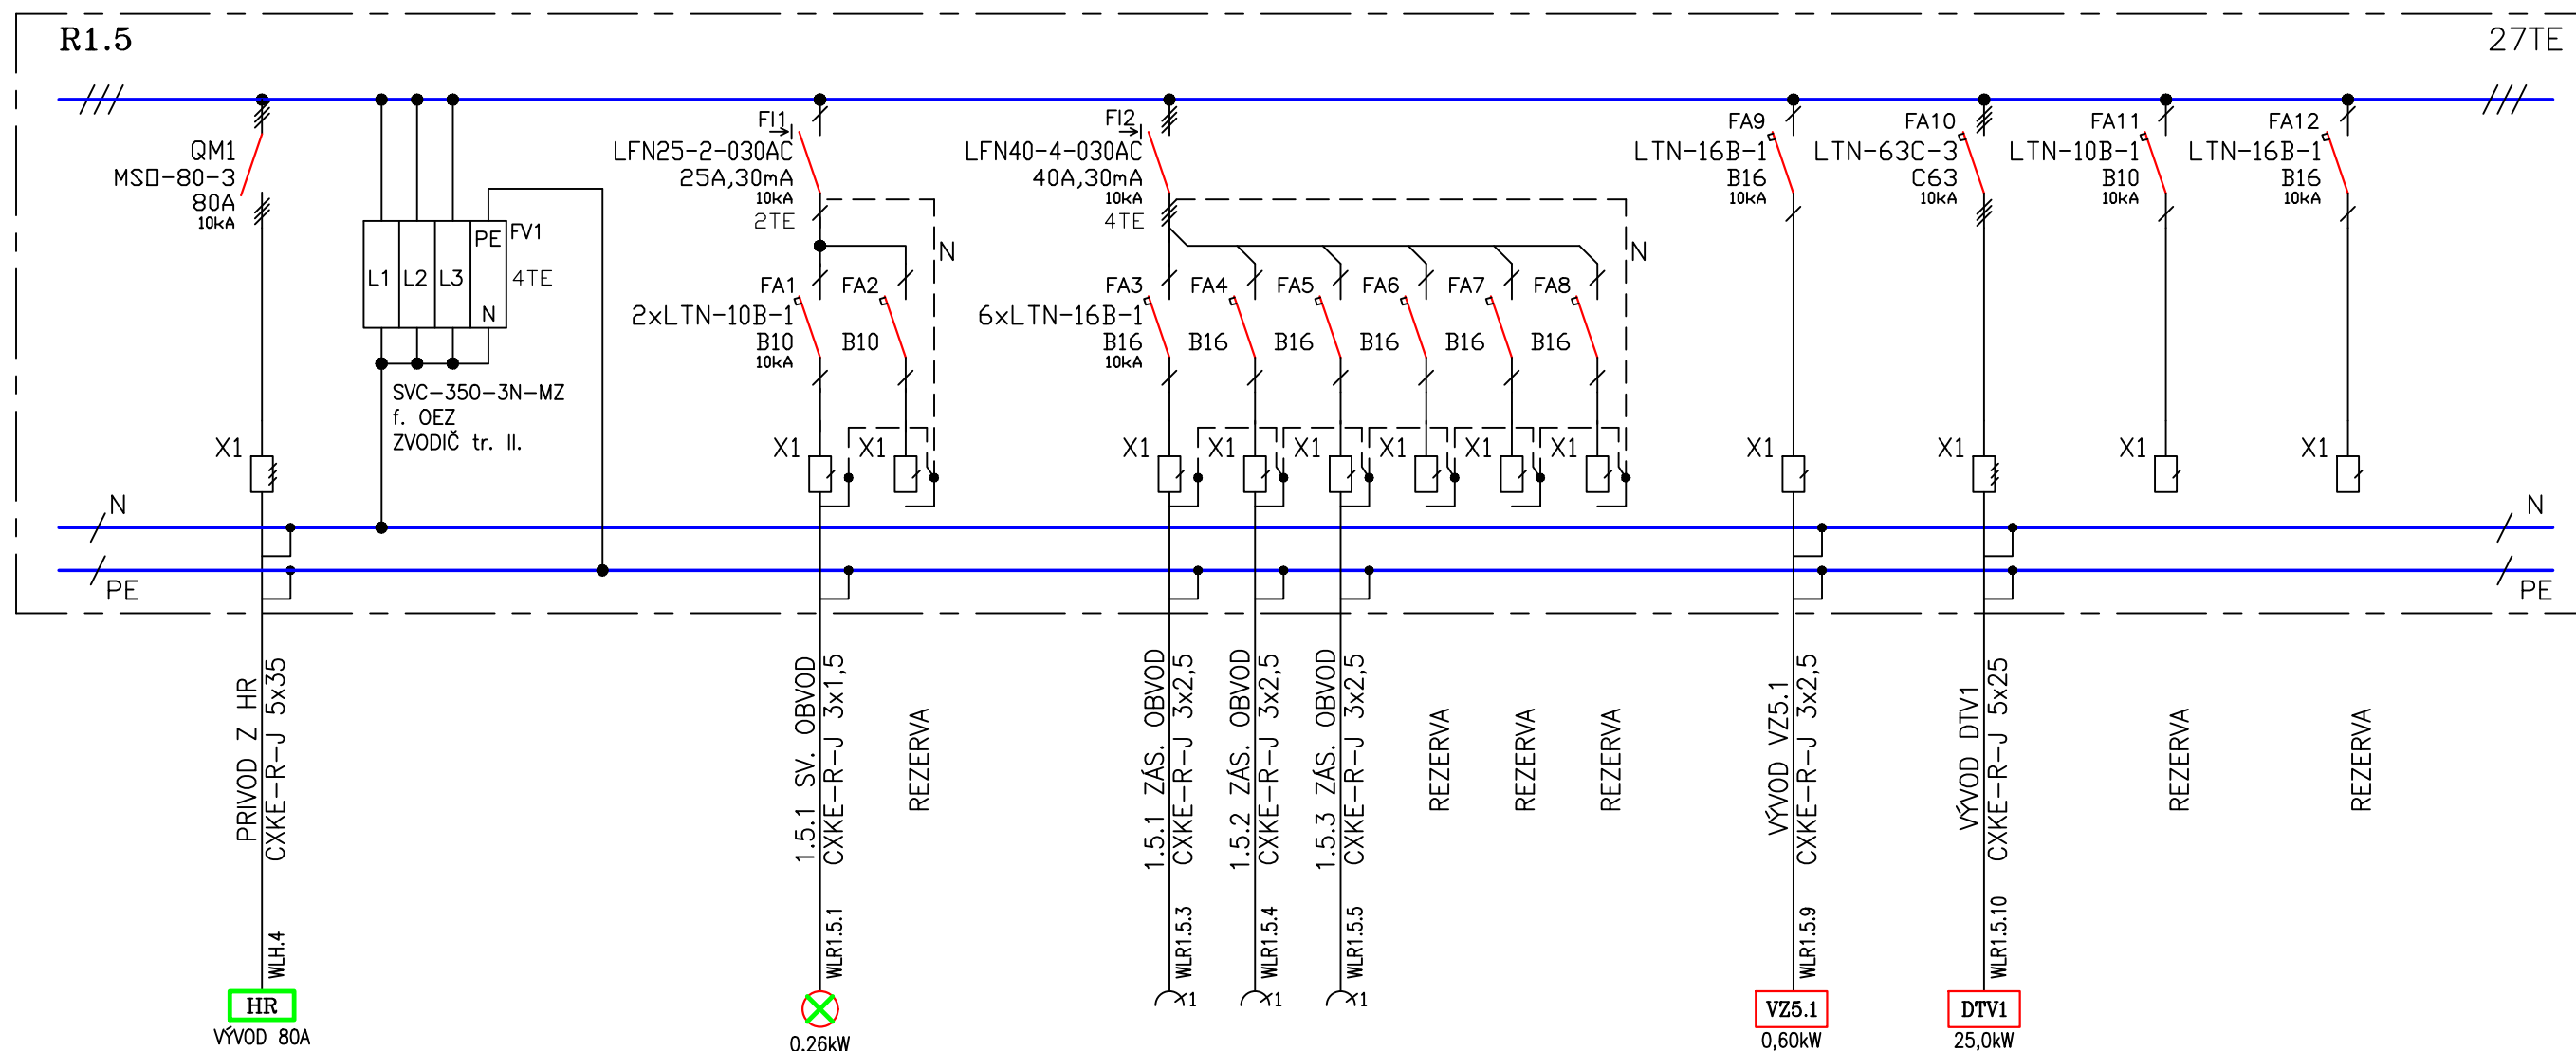 R1.5
27TE
QM1
MSO-80-3
80A
10kA
L1
L2
L3
PE
N
FV1
4TE
SVC-350-3N-MZ
f. OEZ
ZVODIČ tr. II.
FI1
LFN25-2-030AC
25A,30mA
10kA
2TE
N
FA1
2xLTN-10B-1
B10
10kA
FA2
B10
FI2
LFN40-4-030AC
40A,30mA
10kA
4TE
N
FA3
6xLTN-16B-1
B16
10kA
FA4
B16
FA5
B16
FA6
B16
FA7
B16
FA8
B16
FA9
LTN-16B-1
B16
10kA
FA10
LTN-63C-3
C63
10kA
FA11
LTN-10B-1
B10
10kA
FA12
LTN-16B-1
B16
10kA
X1
X1
X1
X1
X1
X1
X1
X1
X1
X1
X1
X1
X1
N
N
PE
PE
PRIVOD Z HR
CXKE-R-J 5x35
WLH.4
HR
VÝVOD 80A
1.5.1 SV. OBVOD
CXKE-R-J 3x1,5
WLR1.5.1
0,26kW
REZERVA
1.5.1 ZÁS. OBVOD
CXKE-R-J 3x2,5
WLR1.5.3
1
1.5.2 ZÁS. OBVOD
CXKE-R-J 3x2,5
WLR1.5.4
1
1.5.3 ZÁS. OBVOD
CXKE-R-J 3x2,5
WLR1.5.5
1
REZERVA
REZERVA
REZERVA
VÝVOD VZ5.1
CXKE-R-J 3x2,5
WLR1.5.9
VZ5.1
0,60kW
VÝVOD DTV1
CXKE-R-J 5x25
WLR1.5.10
DTV1
25,0kW
REZERVA
REZERVA